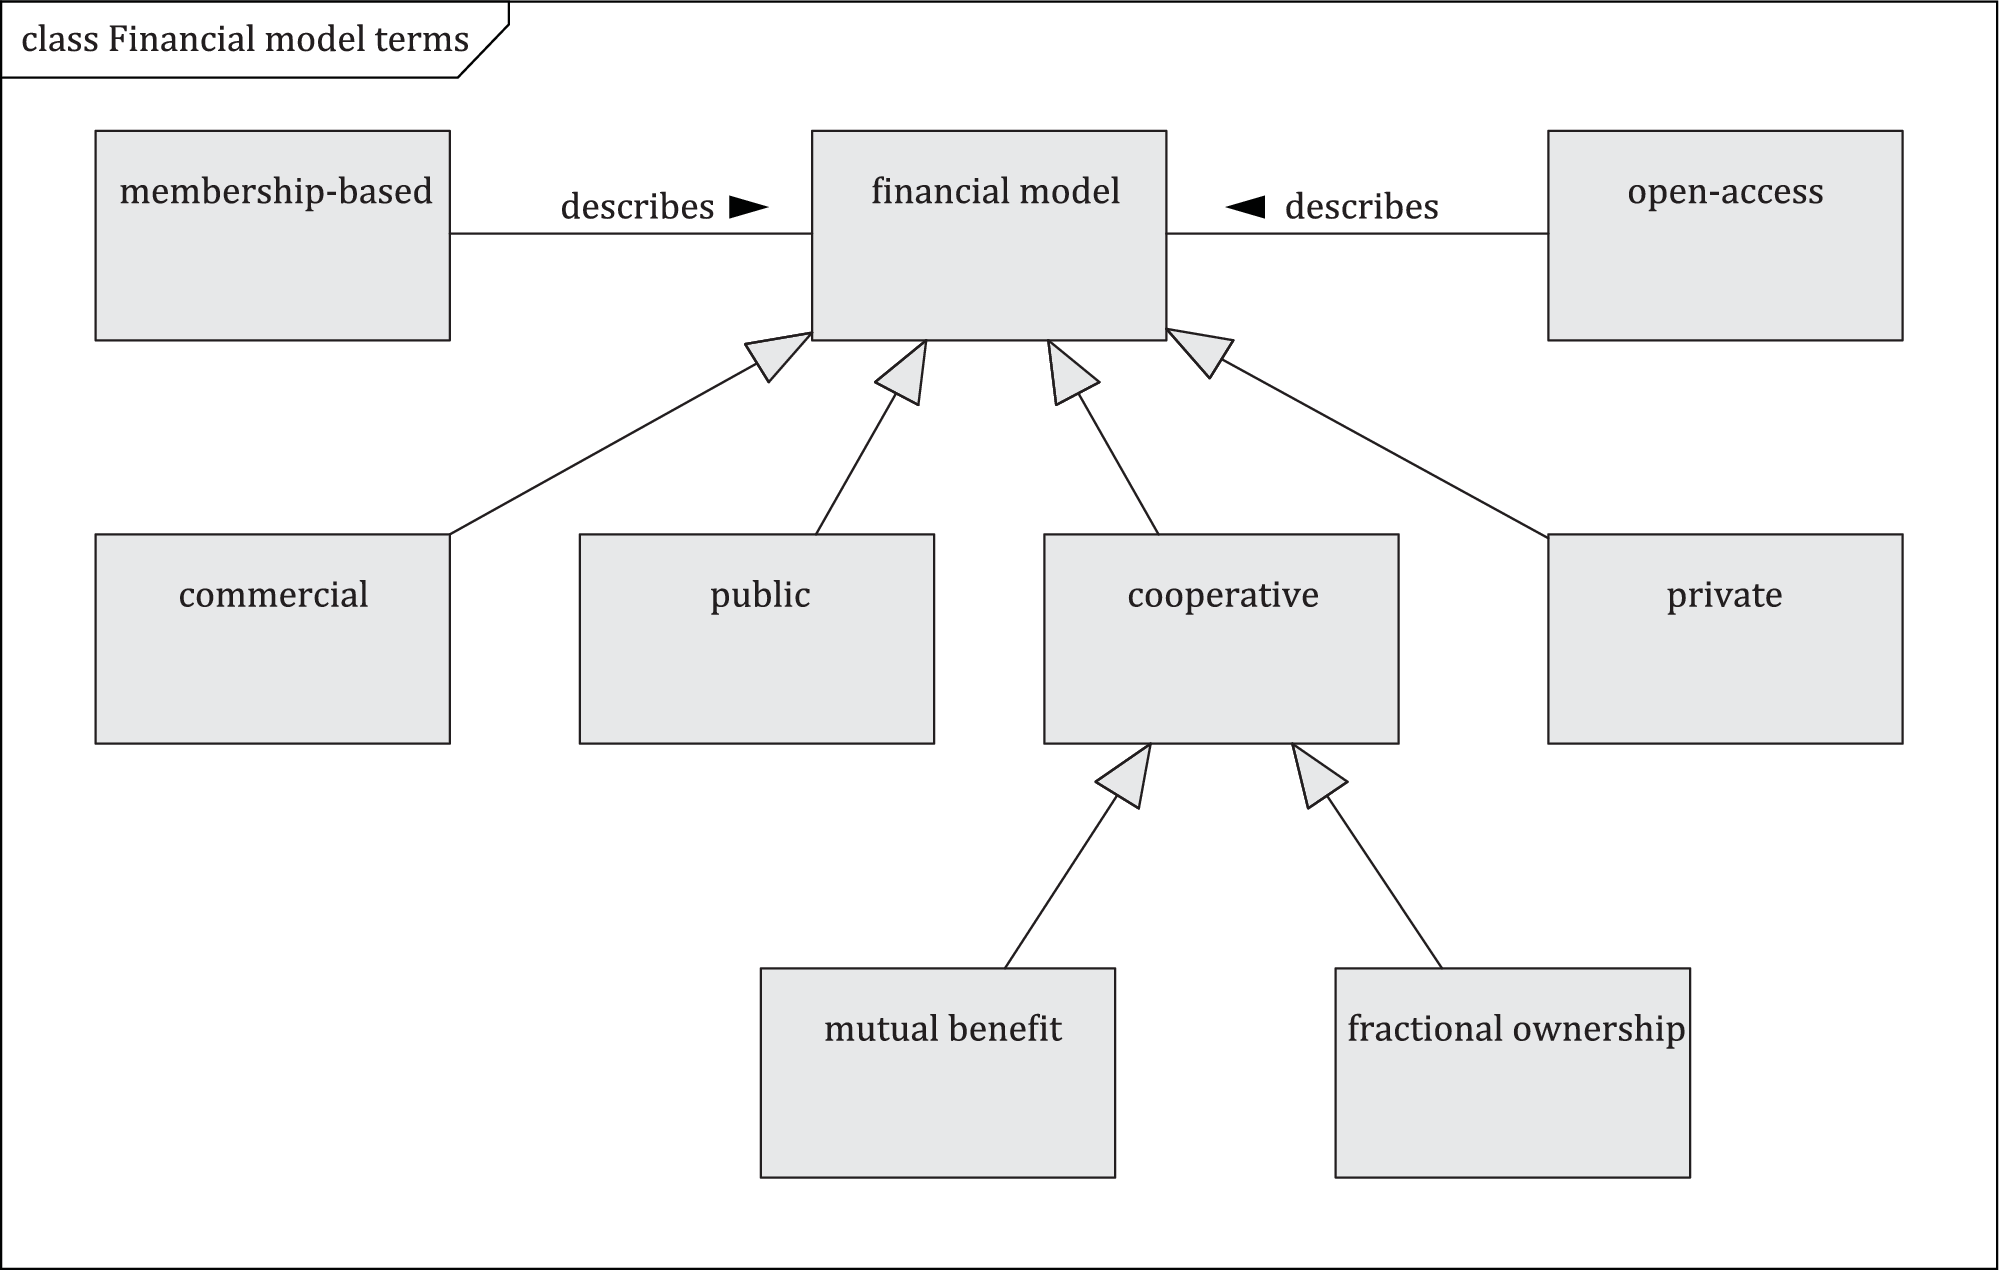 class Financial model terms
membership-based
describes
financial model
describes
open-access
commercial
public
cooperative
private
mutual benefit
fractional ownership